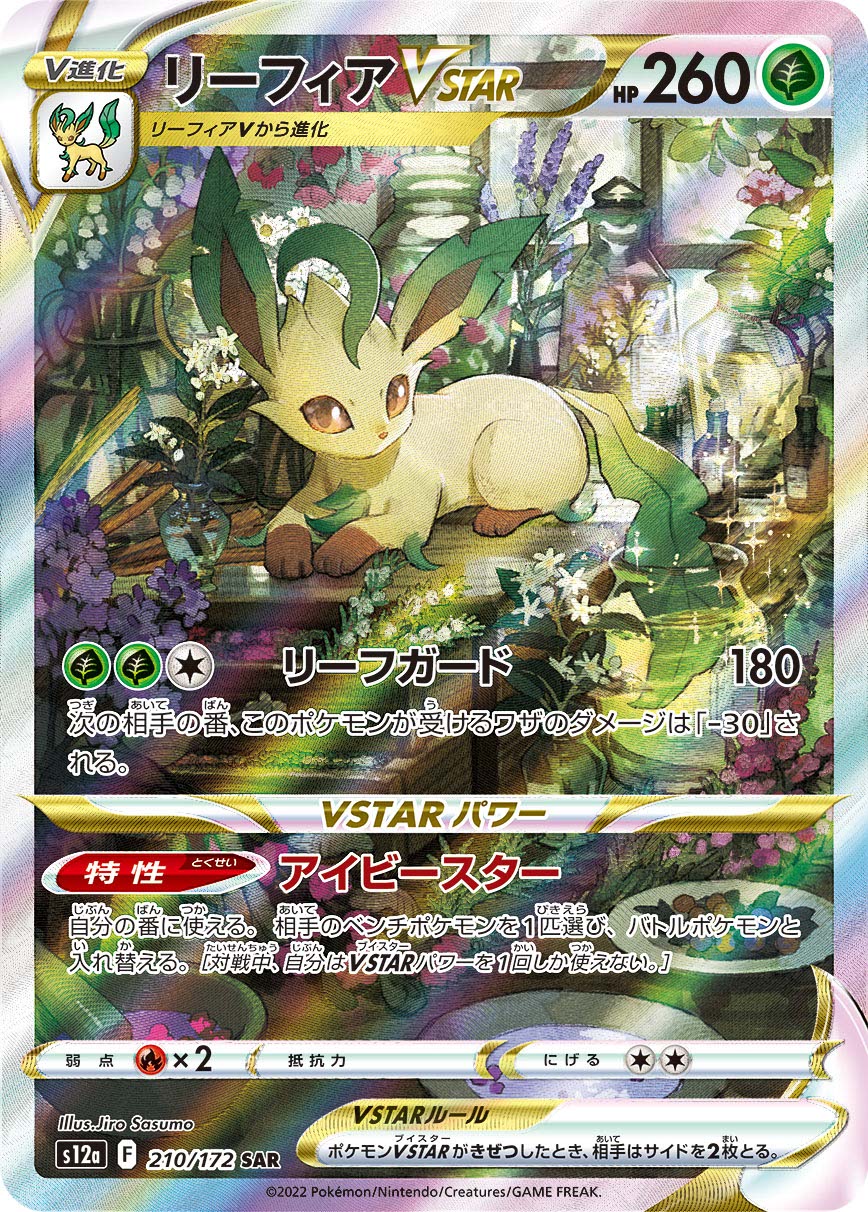 V進化
リーフィアVSTAR
HP 260
リーフィアVから進化
リーフガード 180
次の相手の番、このポケモンが受けるワザのダメージは「-30」さ
れる。
VSTARパワー
特性 アイビースター
自分の番に使える。相手のベンチポケモンを1匹選び、バトルポケモンと
入れ替える。[対戦中、自分はVSTARパワーを1回しか使えない。]
弱点 ×2 抵抗力 にげる
Illus.Jiro Sasumo
VSTARルール
ポケモンVSTARがきぜつしたとき、相手はサイドを2枚とる。
s12a F 210/172 SAR
©2022 Pokémon/Nintendo/Creatures/GAME FREAK.